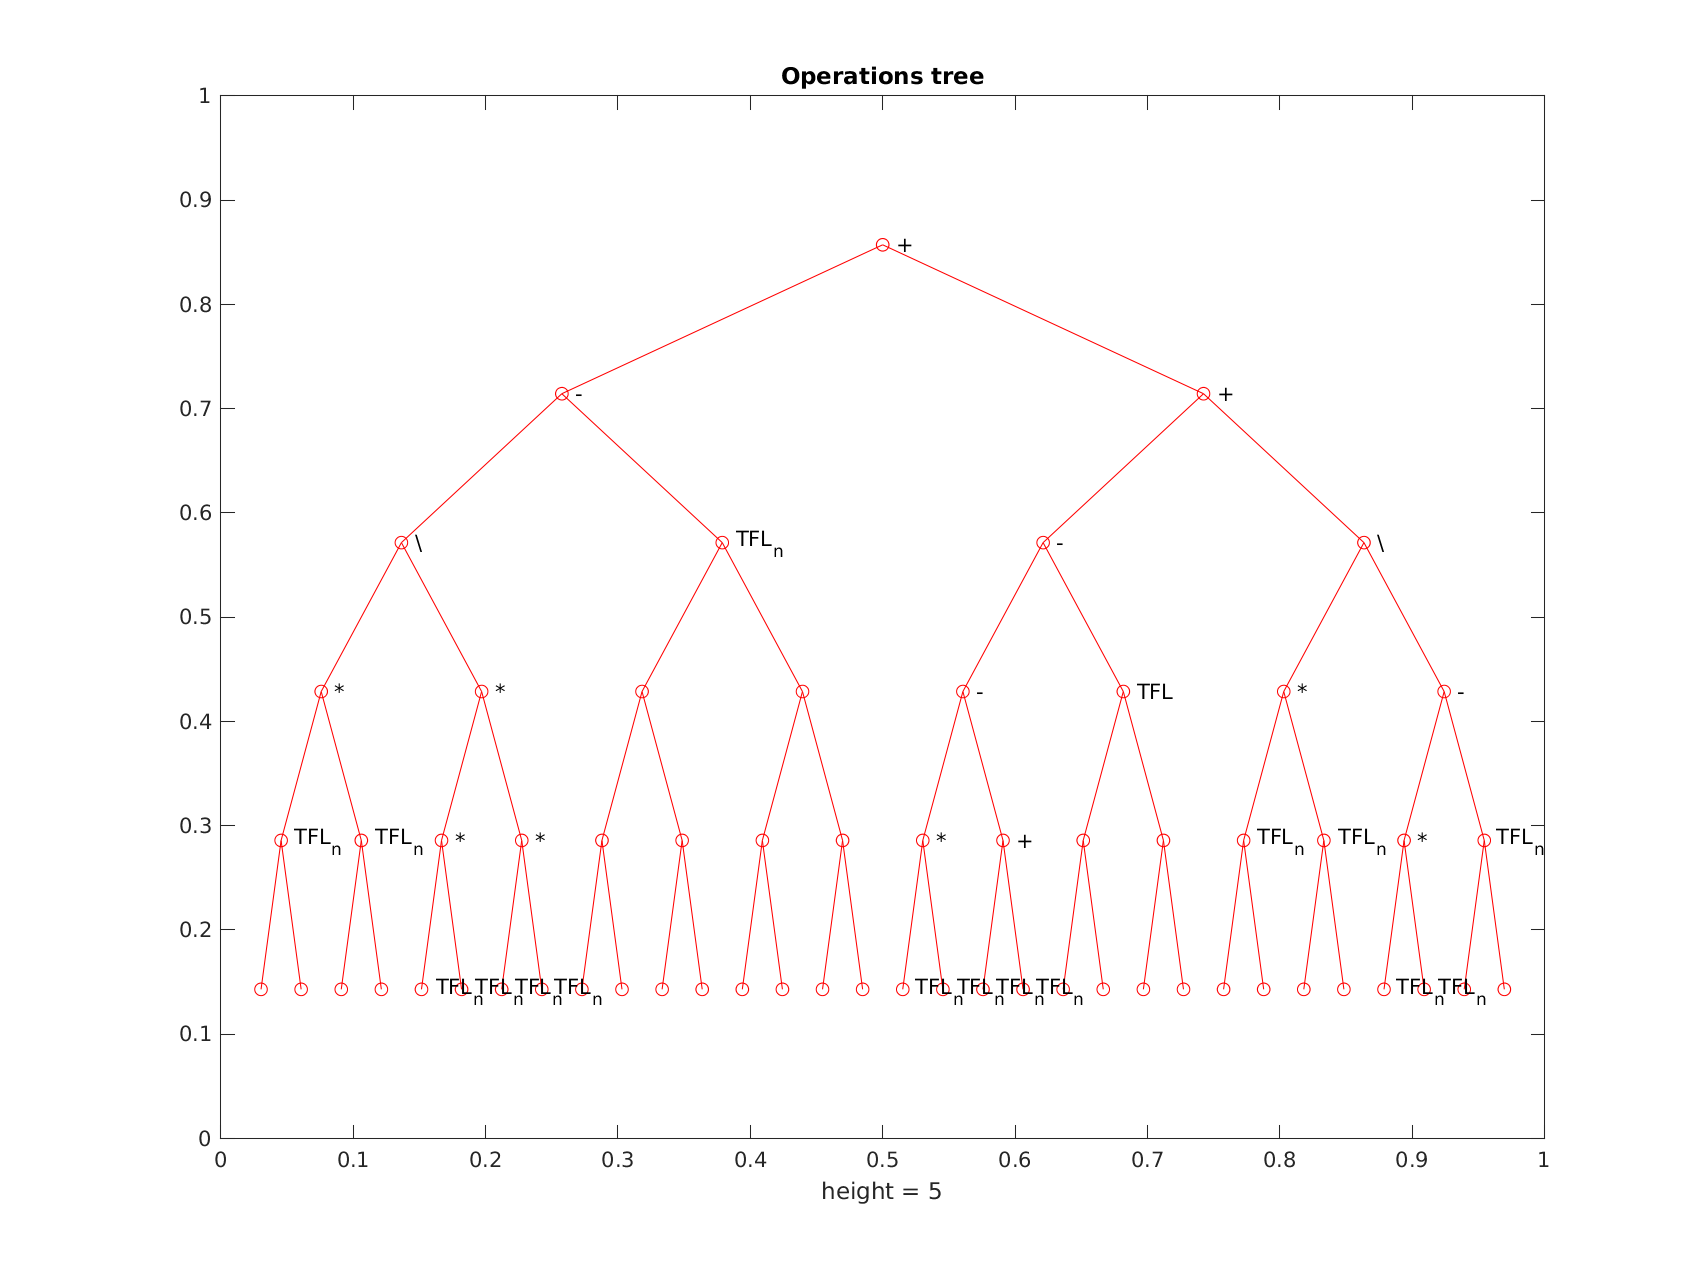 Operations tree
1
0.9
+
0.8
- +
0.7
0.6
\ TFLn - \
0.5
* * - TFL * -
0.4
0.3
TFLn TFLn * * * + TFLn TFLn * TFLn
0.2
TFLn TFLn TFLn TFLn TFLn TFLn TFLn TFLn TFLn TFLn
0.1
0
0 0.1 0.2 0.3 0.4 0.5 0.6 0.7 0.8 0.9 1
height = 5